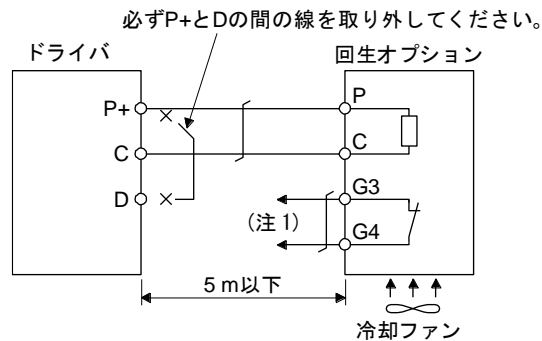 必ずP+とDの間の線を取り外してください。
ドライバ
回生オプション
P+
P
C
C
D
G3
(注1)
G4
5 m以下
冷却ファン